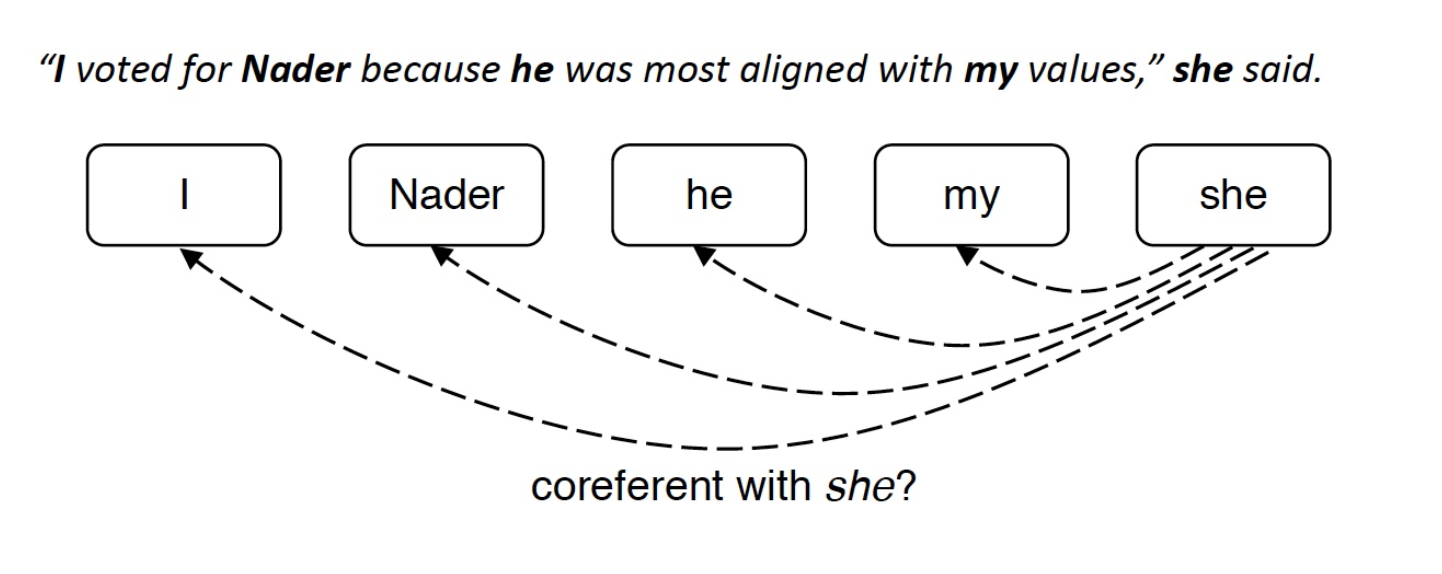 “I voted for Nader because he was most aligned with my values,” she said.
I Nader he my she
coreferent with she?